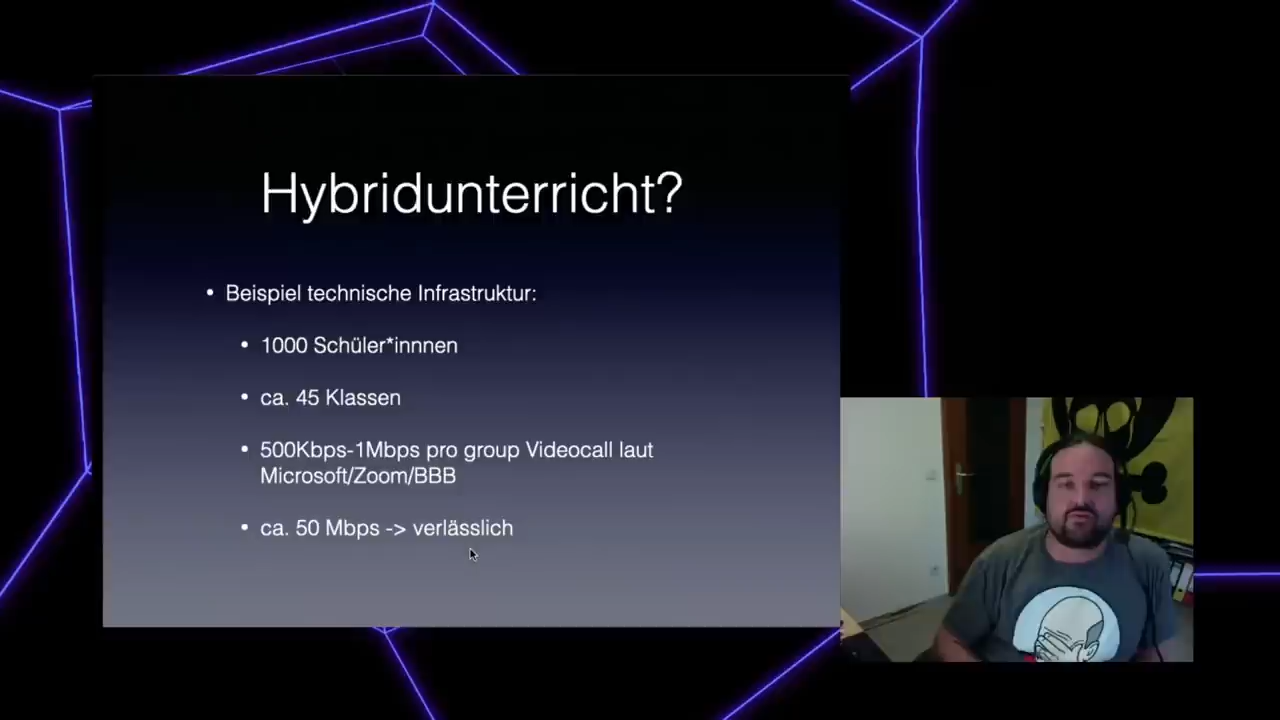 Hybridunterricht?
• Beispiel technische Infrastruktur:
• 1000 Schüler*innnen
• ca. 45 Klassen
• 500Kbps-1Mbps pro group Videocall laut
Microsoft/Zoom/BBB
• ca. 50 Mbps -> verlässlich